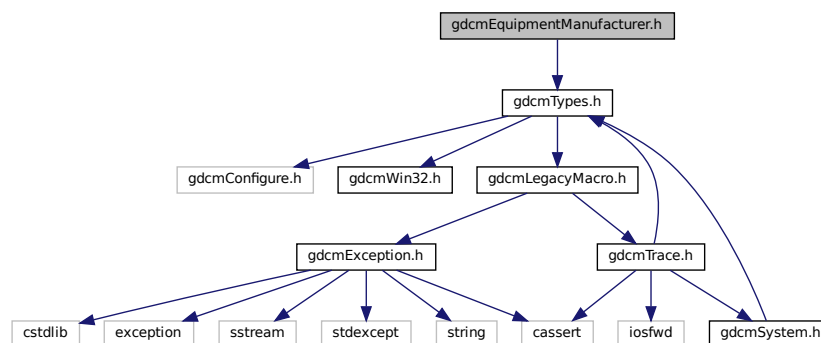 gdcmEquipmentManufacturer.h
gdcmTypes.h
gdcmConfigure.h
gdcmWin32.h
gdcmLegacyMacro.h
gdcmException.h
gdcmTrace.h
cstdlib
exception
sstream
stdexcept
string
cassert
iosfwd
gdcmSystem.h